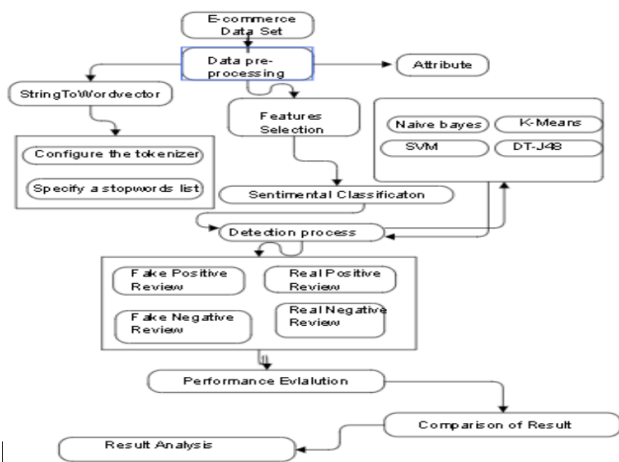 E-commerce
Data Set
Data pre-
processing
Attribute
StringToWordvector
Features
Selection
Naive bayes
K-Means
SVM
DT-J48
Configure the tokenizer
Specify a stopwords list
Sentimental Classificaton
Detection process
Fake Positive
Review
Real Positive
Review
Fake Negative
Review
Real Negative
Review
Performance Evlalution
Comparison of Result
Result Analysis